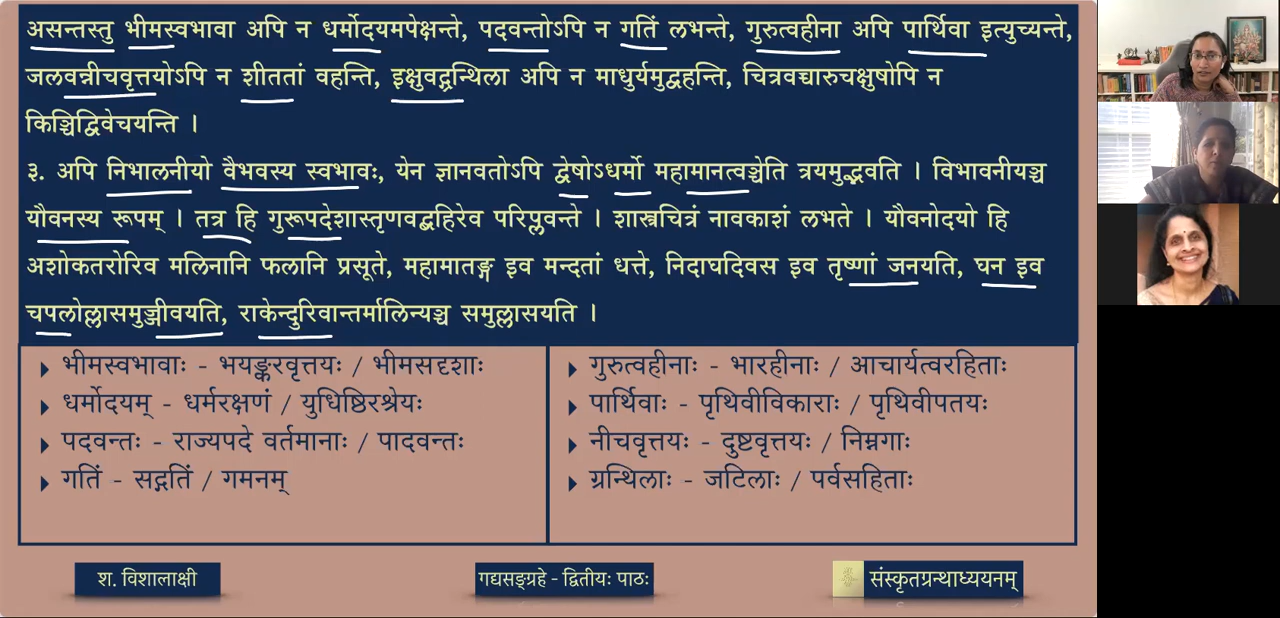 असन्तस्तु भीमस्वभावा अपि न धर्मोदयमपेक्षन्ते, पदवन्तोऽपि न गतिं लभन्ते, गुरुत्वहीना अपि पार्थिवा इत्युच्यन्ते,
जलवन्नीचवृत्तयोऽपि न शीततां वहन्ति, इक्षुवद्ग्रन्थिला अपि न माधुर्यमुद्वहन्ति, चित्रवच्चारुचक्षुषोपि न
किञ्चिद्विवेचयन्ति ।
३. अपि निभालनीयो वैभवस्य स्वभावः, येन ज्ञानवतोऽपि द्वेषोऽधर्मो महामानत्वञ्चेति त्रयमुद्भवति । विभावनीयञ्च
यौवनस्य रूपम् । तत्र हि गुरूपदेशास्तृणवद्बहिरेव परिप्लवन्ते । शास्त्रचित्रं नावकाशं लभते । यौवनोदयो हि
अशोकतरोरिव मलिनानि फलानि प्रसूते, महामातङ्ग इव मन्दतां धत्ते, निदाघदिवस इव तृष्णां जनयति, घन इव
चपलोल्लासमुज्जीवयति, राकेन्दुरिवान्तर्मालिन्यञ्च समुल्लासयति ।
भीमस्वभावाः - भयङ्करवृत्तयः / भीमसदृशाः
धर्मोदयम् - धर्मरक्षणं / युधिष्ठिरश्रेयः
पदवन्तः - राज्यपदे वर्तमानाः / पादवन्तः
गतिं - सद्गतिं / गमनम्
गुरुत्वहीनाः - भारहीनाः / आचार्यत्वरहिताः
पार्थिवाः - पृथिवीविकाराः / पृथिवीपतयः
नीचवृत्तयः - दुष्टवृत्तयः / निम्नगाः
ग्रन्थिलाः - जटिलाः / पर्वसहिताः
श. विशालाक्षी
गद्यसङ्ग्रहे - द्वितीयः पाठः
संस्कृतग्रन्थाध्ययनम्